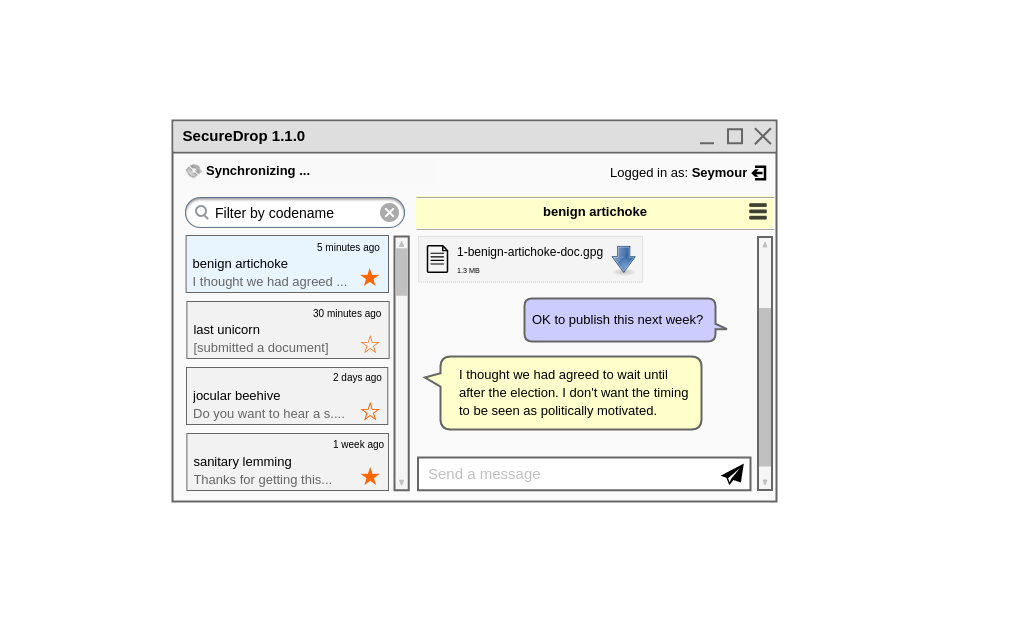 SecureDrop 1.1.0
Synchronizing ...
Logged in as: Seymour
Filter by codename
benign artichoke
5 minutes ago
benign artichoke
I thought we had agreed ...
30 minutes ago
last unicorn
[submitted a document]
2 days ago
jocular beehive
Do you want to hear a s....
1 week ago
sanitary lemming
Thanks for getting this...
1-benign-artichoke-doc.gpg
1.3 MB
OK to publish this next week?
I thought we had agreed to wait until
after the election. I don't want the timing
to be seen as politically motivated.
Send a message